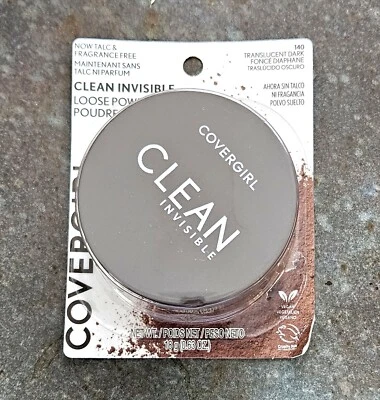 NOW TALC &
FRAGRANCE FREE
MAINTENANT SANS
TALC NI PARFUM
140
TRANSLUCENT DARK
FONCÉ DIAPHANE
TRASLÚCIDO OSCURO
CLEAN INVISIBLE
LOOSE POW
POUDRE
AHORA SIN TALCO
NI FRAGANCIA
POLVO SUELTO
COVERGIRL
CLEAN
INVISIBLE
COVERGIRL
VEGAN
NET WT./ POIDS NET / PESO NETO
18 g (0.63 OZ.)